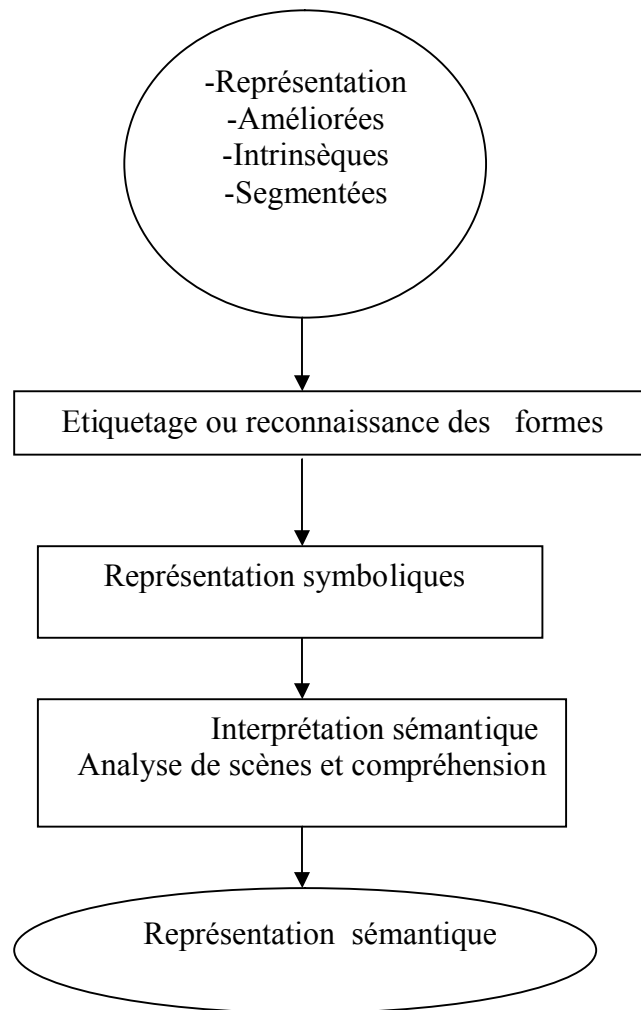 -Représentation
-Améliorées
-Intrinsèques
-Segmentées
Etiquetage ou reconnaissance des formes
Représentation symboliques
Interprétation sémantique
Analyse de scènes et compréhension
Représentation sémantique